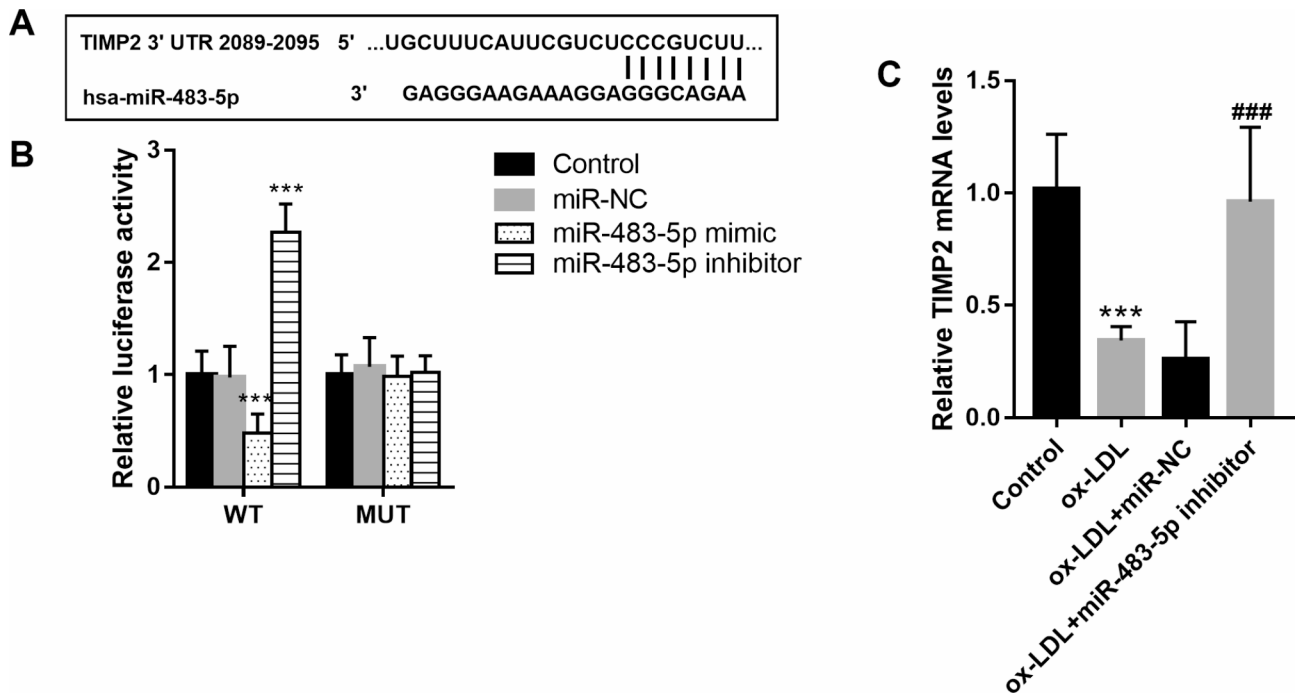 A
TIMP2 3' UTR 2089-2095 5' ...UGCUUUCAUUCGUCUCCCGUCUU...
hsa-miR-483-5p 3' GAGGGAAGAAAGGAGGGCAGAA
B
Relative luciferase activity
3
2
1
0
***
***
WT
MUT
Control
miR-NC
miR-483-5p mimic
miR-483-5p inhibitor
C
Relative TIMP2 mRNA levels
1.5
1.0
0.5
0.0
***
###
Control
ox-LDL
ox-LDL+miR-NC
ox-LDL+miR-483-5p inhibitor